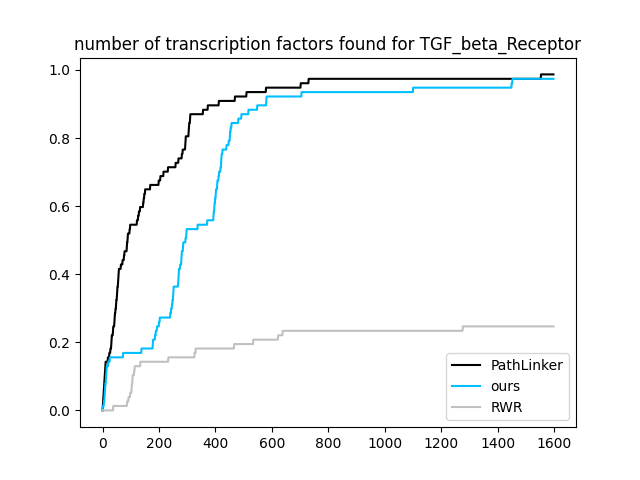 number of transcription factors found for TGF_beta_Receptor
1.0
0.8
0.6
0.4
0.2
0.0
0 200 400 600 800 1000 1200 1400 1600
PathLinker
ours
RWR